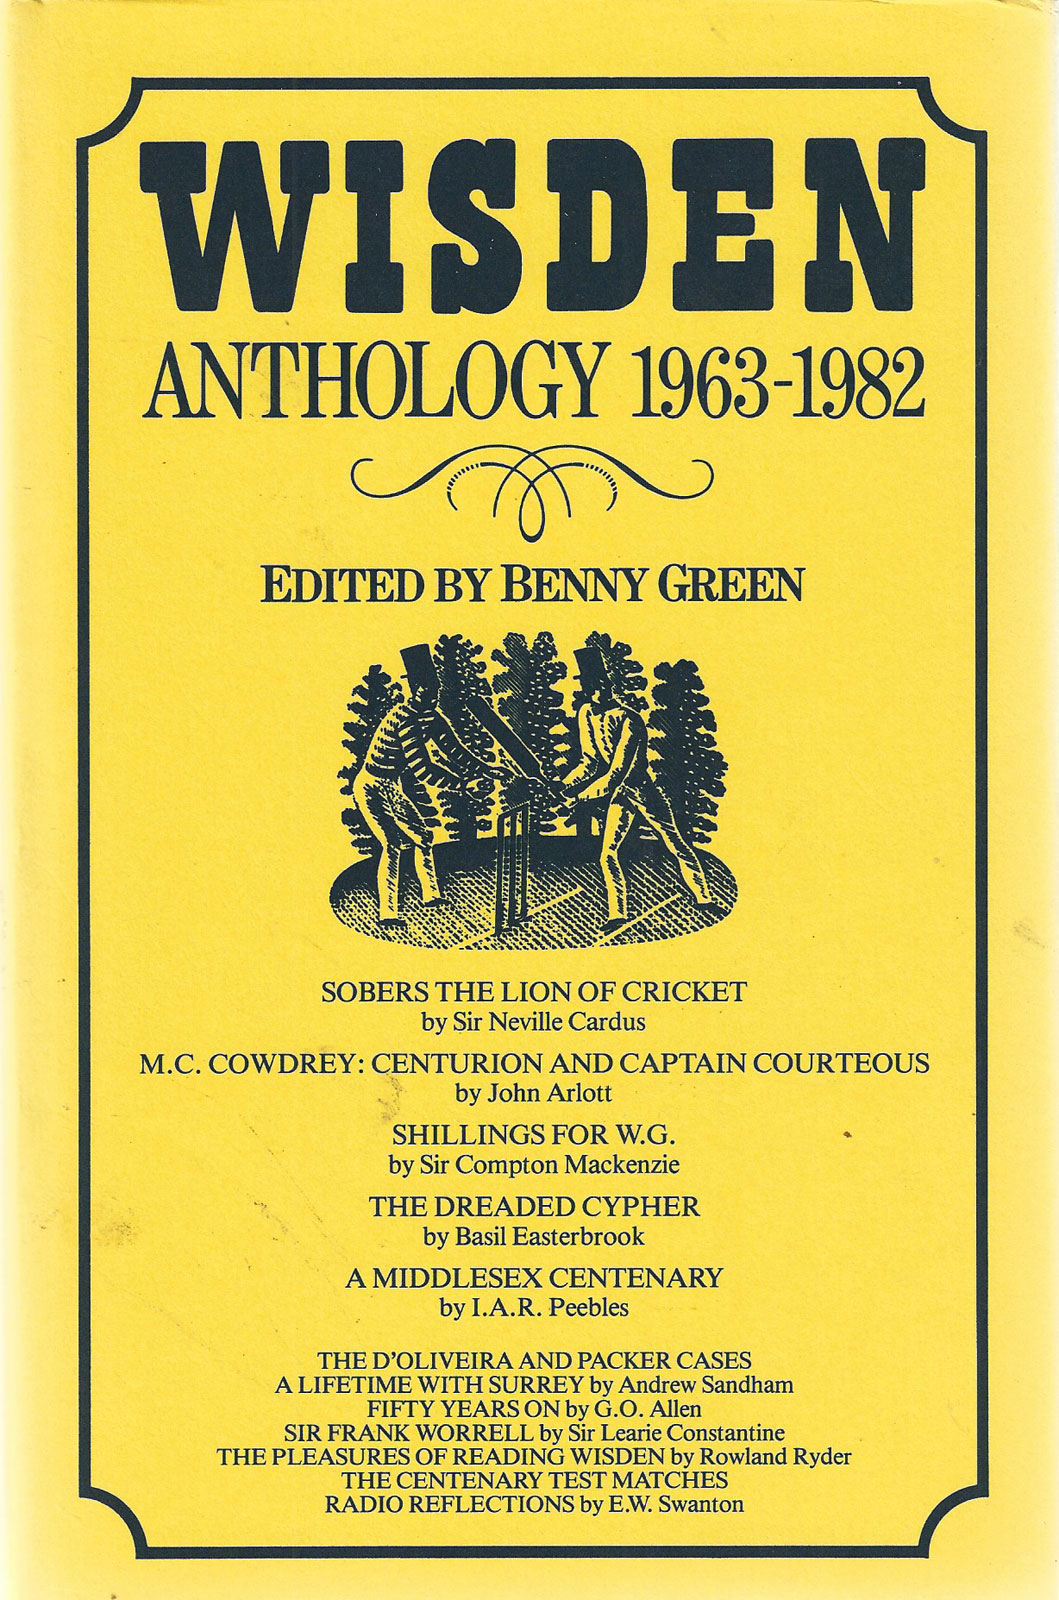 WISDEN
ANTHOLOGY 1963-1982
EDITED BY BENNY GREEN
SOBERS THE LION OF CRICKET
by Sir Neville Cardus
M.C. COWDREY: CENTURION AND CAPTAIN COURTEOUS
by John Arlott
SHILLINGS FOR W.G.
by Sir Compton Mackenzie
THE DREADED CYPHER
by Basil Easterbrook
A MIDDLESEX CENTENARY
by I.A.R. Peebles
THE D'OLIVEIRA AND PACKER CASES
A LIFETIME WITH SURREY by Andrew Sandham
FIFTY YEARS ON by G.O. Allen
SIR FRANK WORRELL by Sir Learie Constantine
THE PLEASURES OF READING WISDEN by Rowland Ryder
THE CENTENARY TEST MATCHES
RADIO REFLECTIONS by E.W. Swanton